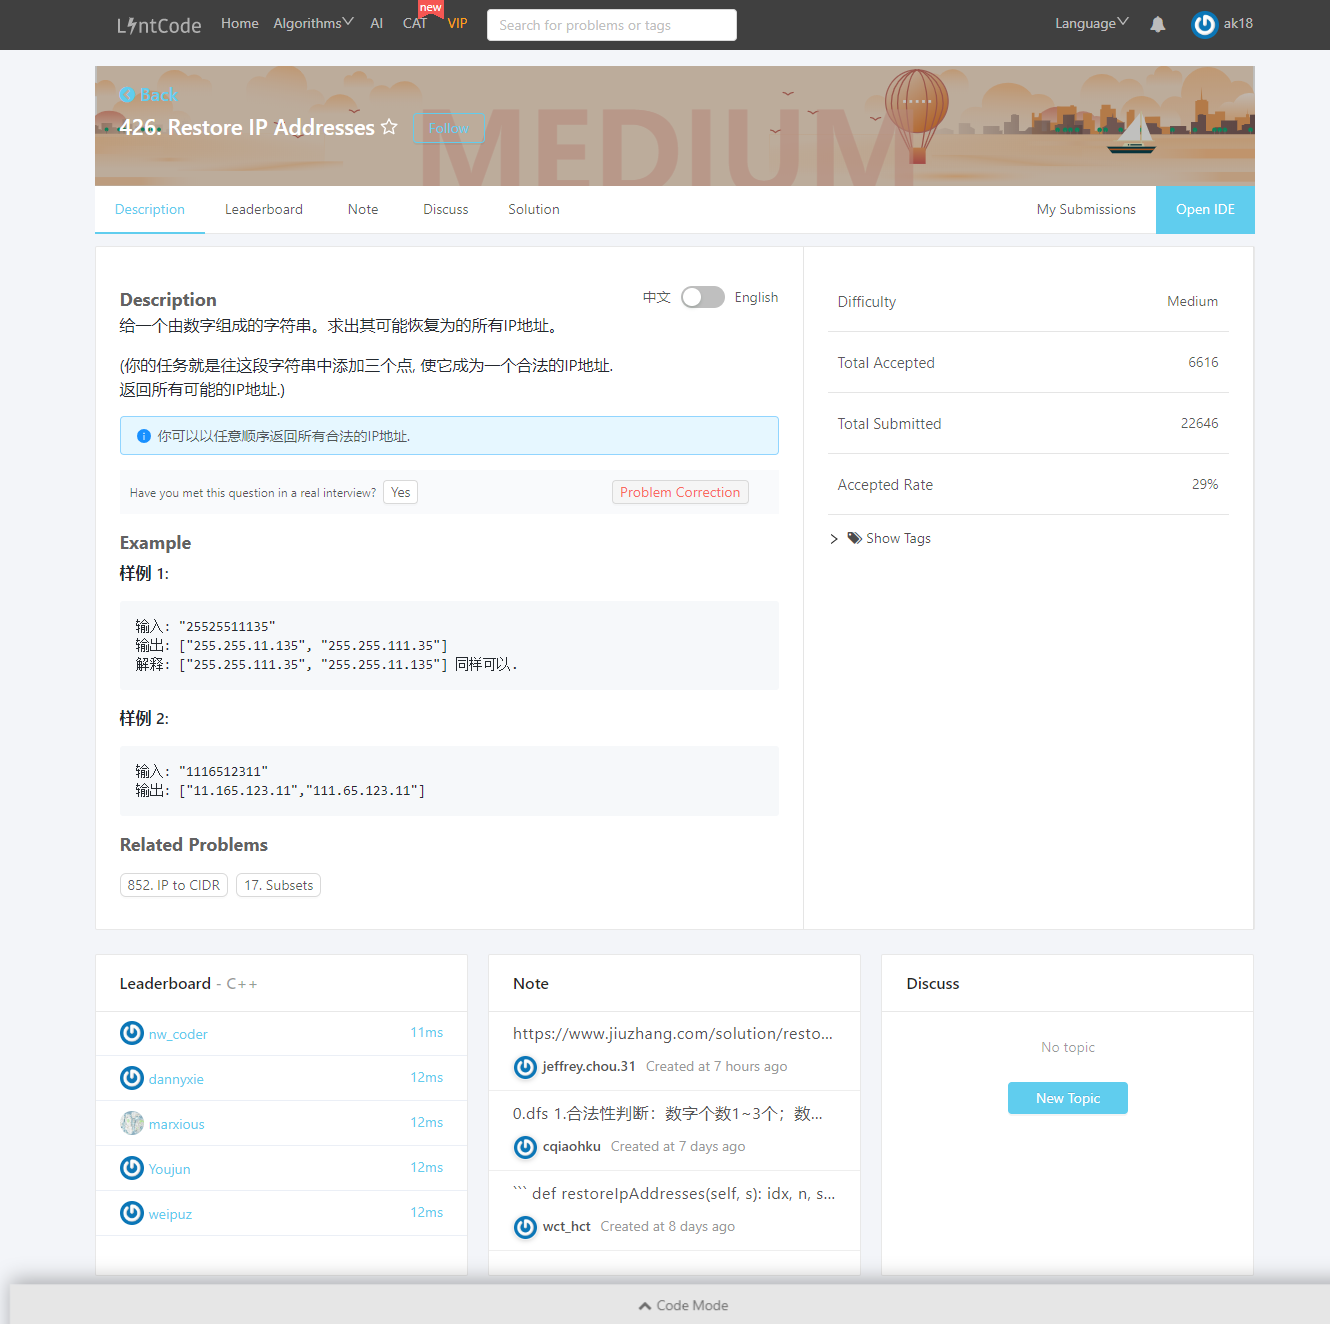 LintCode
Home
Algorithms
AI
CAT
new
VIP
Search for problems or tags
Language
ak18
Back
426. Restore IP Addresses
Follow
MEDIUM
Description
Leaderboard
Note
Discuss
Solution
My Submissions
Open IDE
Description
中文
English
给一个由数字组成的字符串。求出其可能恢复为的所有IP地址。
(你的任务就是往这段字符串中添加三个点, 使它成为一个合法的IP地址.
返回所有可能的IP地址.)
你可以以任意顺序返回所有合法的IP地址.
Have you met this question in a real interview?
Yes
Problem Correction
Example
样例 1:
输入: "25525511135"
输出: ["255.255.11.135", "255.255.111.35"]
解释: ["255.255.111.35", "255.255.11.135"] 同样可以.
样例 2:
输入: "1116512311"
输出: ["11.165.123.11","111.65.123.11"]
Related Problems
852. IP to CIDR
17. Subsets
Difficulty
Medium
Total Accepted
6616
Total Submitted
22646
Accepted Rate
29%
Show Tags
Leaderboard - C++
nw_coder
11ms
dannyxie
12ms
marxious
12ms
Youjun
12ms
weipuz
12ms
Note
https://www.jiuzhang.com/solution/resto...
jeffrey.chou.31 Created at 7 hours ago
0.dfs 1.合法性判断：数字个数1~3个；数...
cqiaohku Created at 7 days ago
``` def restoreIpAddresses(self, s): idx, n, s...
wct_hct Created at 8 days ago
Discuss
No topic
New Topic
Code Mode